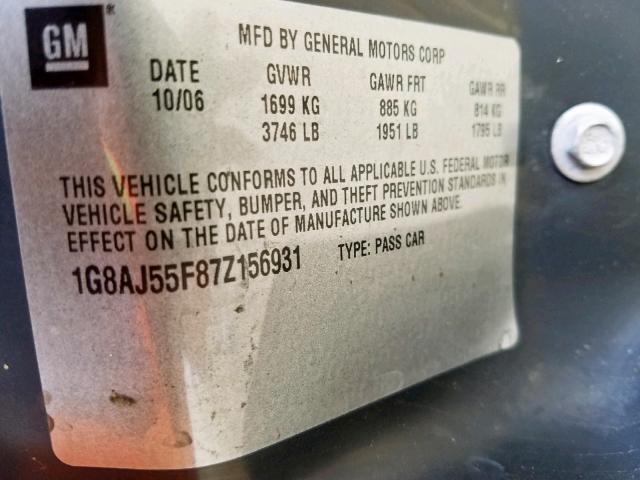 GM®
MFD BY GENERAL MOTORS CORP
DATE GVWR GAWR FRT GAWR RR
10/06 1699 KG 885 KG 814 KG
3746 LB 1951 LB 1795 LB
THIS VEHICLE CONFORMS TO ALL APPLICABLE U.S. FEDERAL MOTOR
VEHICLE SAFETY, BUMPER, AND THEFT PREVENTION STANDARDS IN
EFFECT ON THE DATE OF MANUFACTURE SHOWN ABOVE.
1G8AJ55F87Z156931 TYPE: PASS CAR